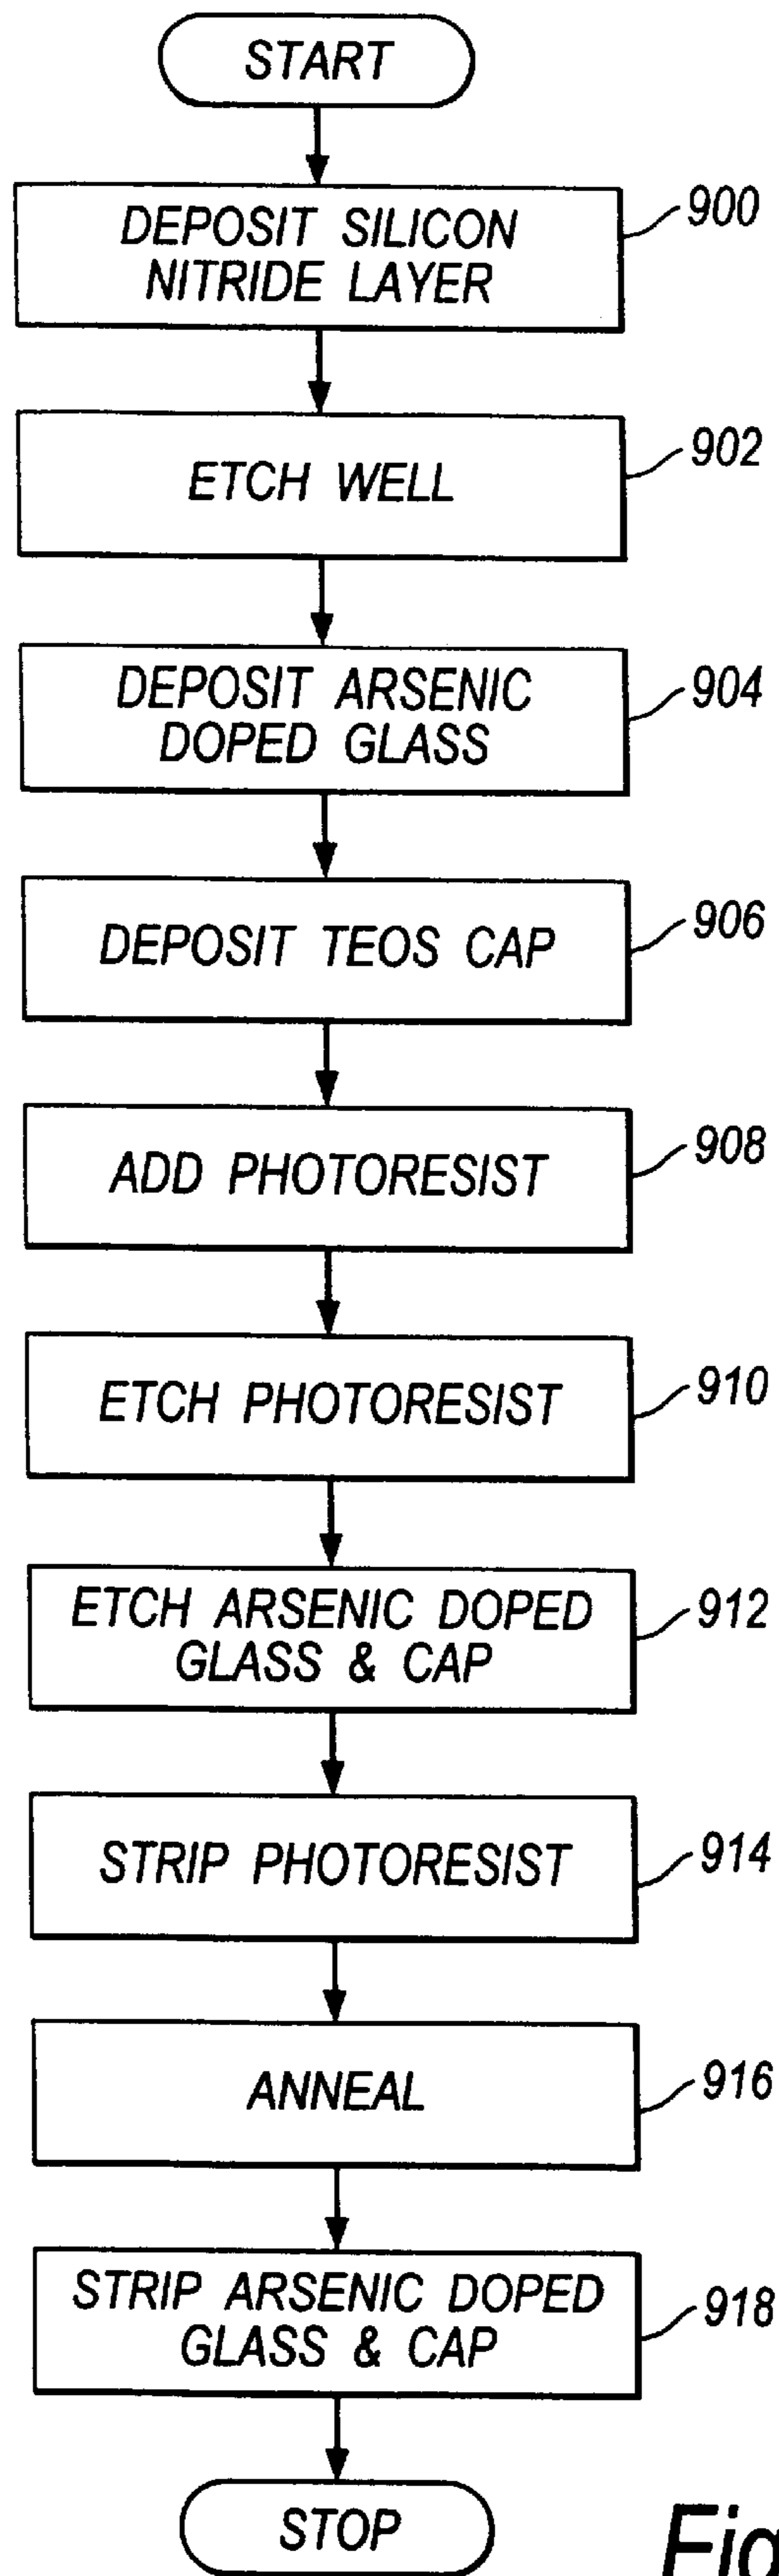 START
DEPOSIT SILICON
NITRIDE LAYER
900
ETCH WELL
902
DEPOSIT ARSENIC
DOPED GLASS
904
DEPOSIT TEOS CAP
906
ADD PHOTORESIST
908
ETCH PHOTORESIST
910
ETCH ARSENIC DOPED
GLASS & CAP
912
STRIP PHOTORESIST
914
ANNEAL
916
STRIP ARSENIC DOPED
GLASS & CAP
918
STOP